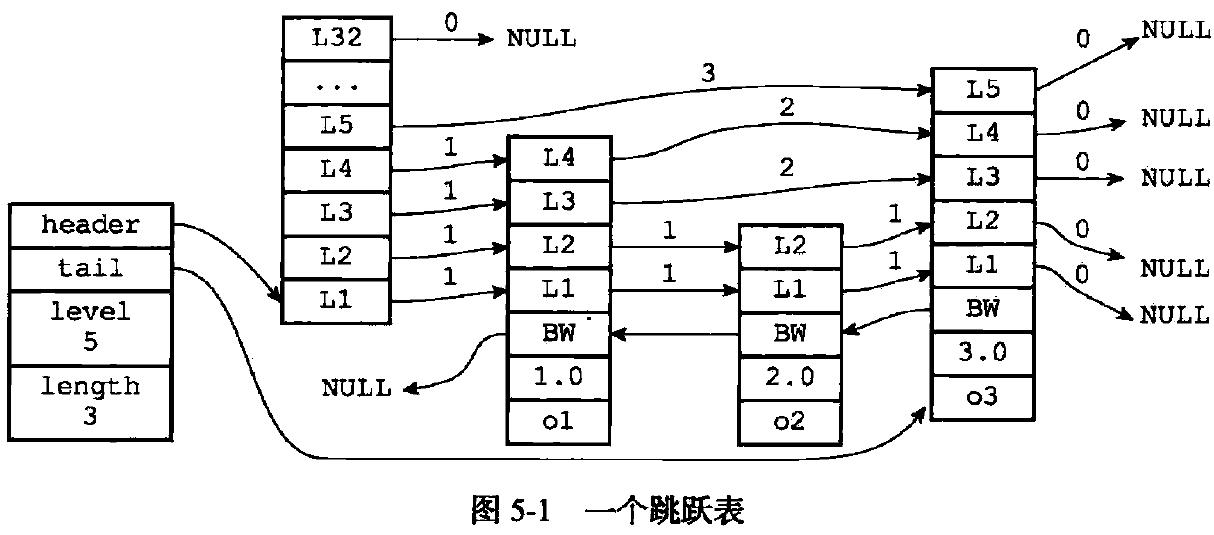 header
tail
level
5
length
3
L32
...
L5
L4
L3
L2
L1
0
NULL
3
1
1
1
1
L4
L3
L2
L1
BW
1.0
o1
NULL
2
2
1
1
L2
L1
BW
2.0
o2
1
1
L5
L4
L3
L2
L1
BW
3.0
o3
0
NULL
0
NULL
0
NULL
0
NULL
0
NULL
图 5-1 一个跳跃表